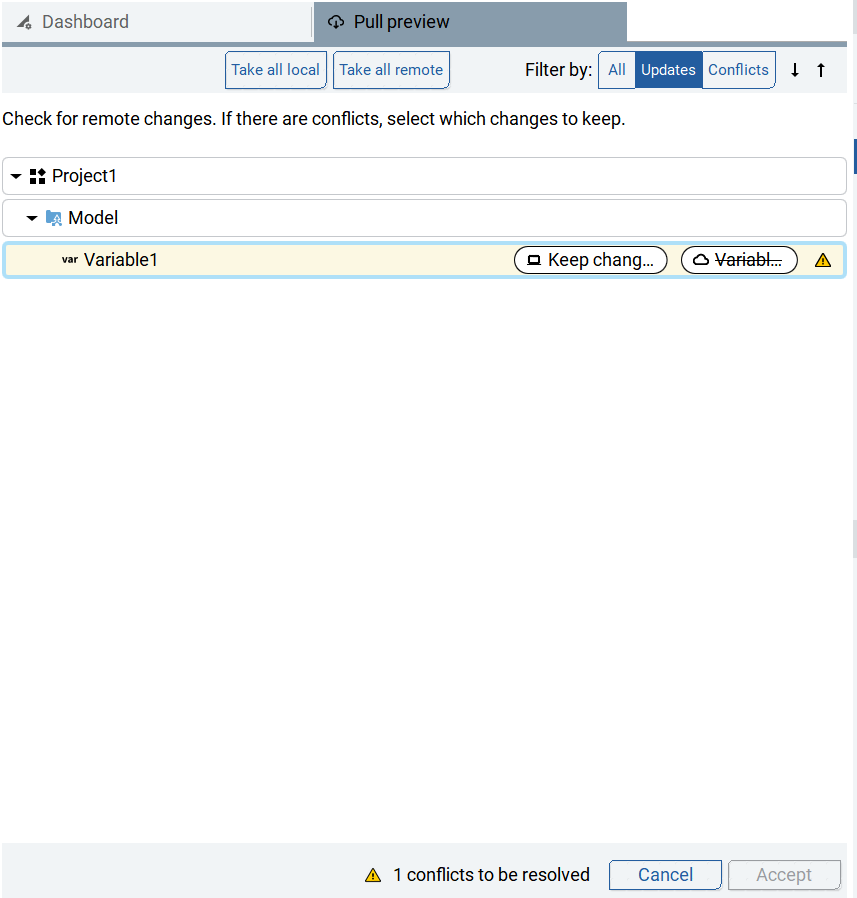 Dashboard
Pull preview
Take all local
Take all remote
Filter by:
All
Updates
Conflicts
Check for remote changes. If there are conflicts, select which changes to keep.
Project1
Model
var Variable1
Keep chang...
Variabl...
1 conflicts to be resolved
Cancel
Accept